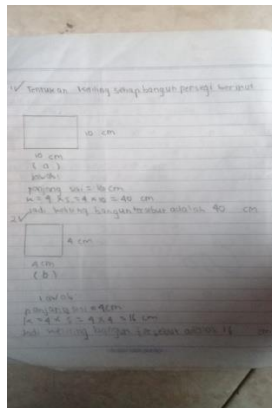 1) Tentukan keliling setiap bangun persegi berikut
10 cm
10 cm
(a)
jawab:
panjang sisi = 10 cm
k = 4 x s = 4 x 10 = 40 cm
Jadi keliling bangun tersebut adalah 40 cm
2)
4 cm
4 cm
(b)
Jawab
panjang sisi = 4 cm
k = 4 x s = 4 x 4 = 16 cm
Jadi keliling bangun tersebut adalah 16 cm